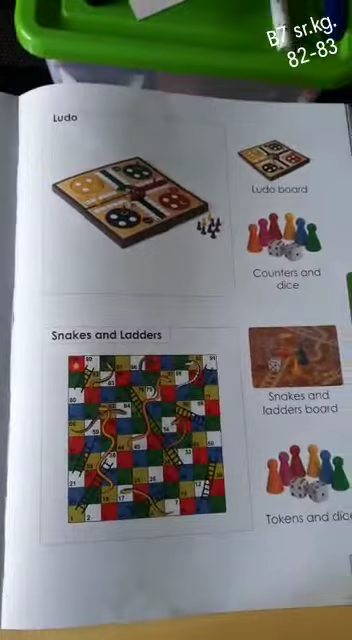 B7 sr.kg.
82-83
Ludo
Ludo board
Counters and
dice
Snakes and Ladders
Snakes and
ladders board
Tokens and dice